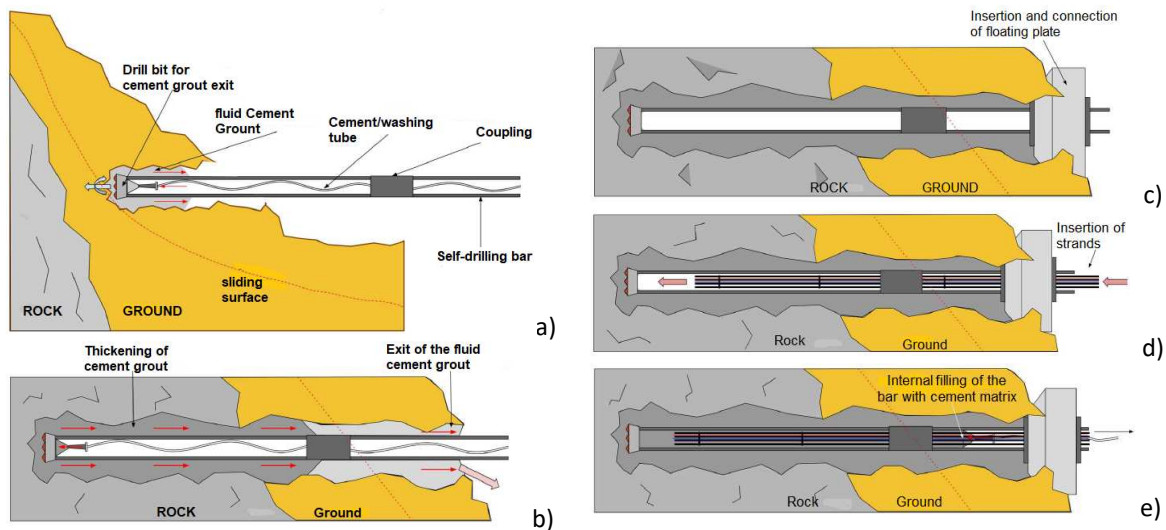 Drill bit for
cement grout exit
fluid Cement
Ground
Cement/washing
tube
Coupling
Self-drilling bar
sliding
surface
ROCK
GROUND
a)
Thickening of
cement grout
Exit of the fluid
cement grout
ROCK
Ground
b)
Insertion and connection
of floating plate
ROCK
GROUND
c)
Insertion of
strands
Rock
Ground
d)
Internal filling of the
bar with cement matrix
Rock
Ground
e)